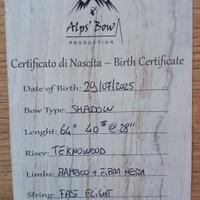 Alps' Bow
PRODUCTION
Certificato di Nascita – Birth Certificate
Date of Birth: 29/07/2025
Bow Type: SHADOW
Lenght: 64" 40# @ 28"
Riser: TEKNOWOOD
Limbs: BAMBOO + FIBRA NERA
String: FAST FLIGHT